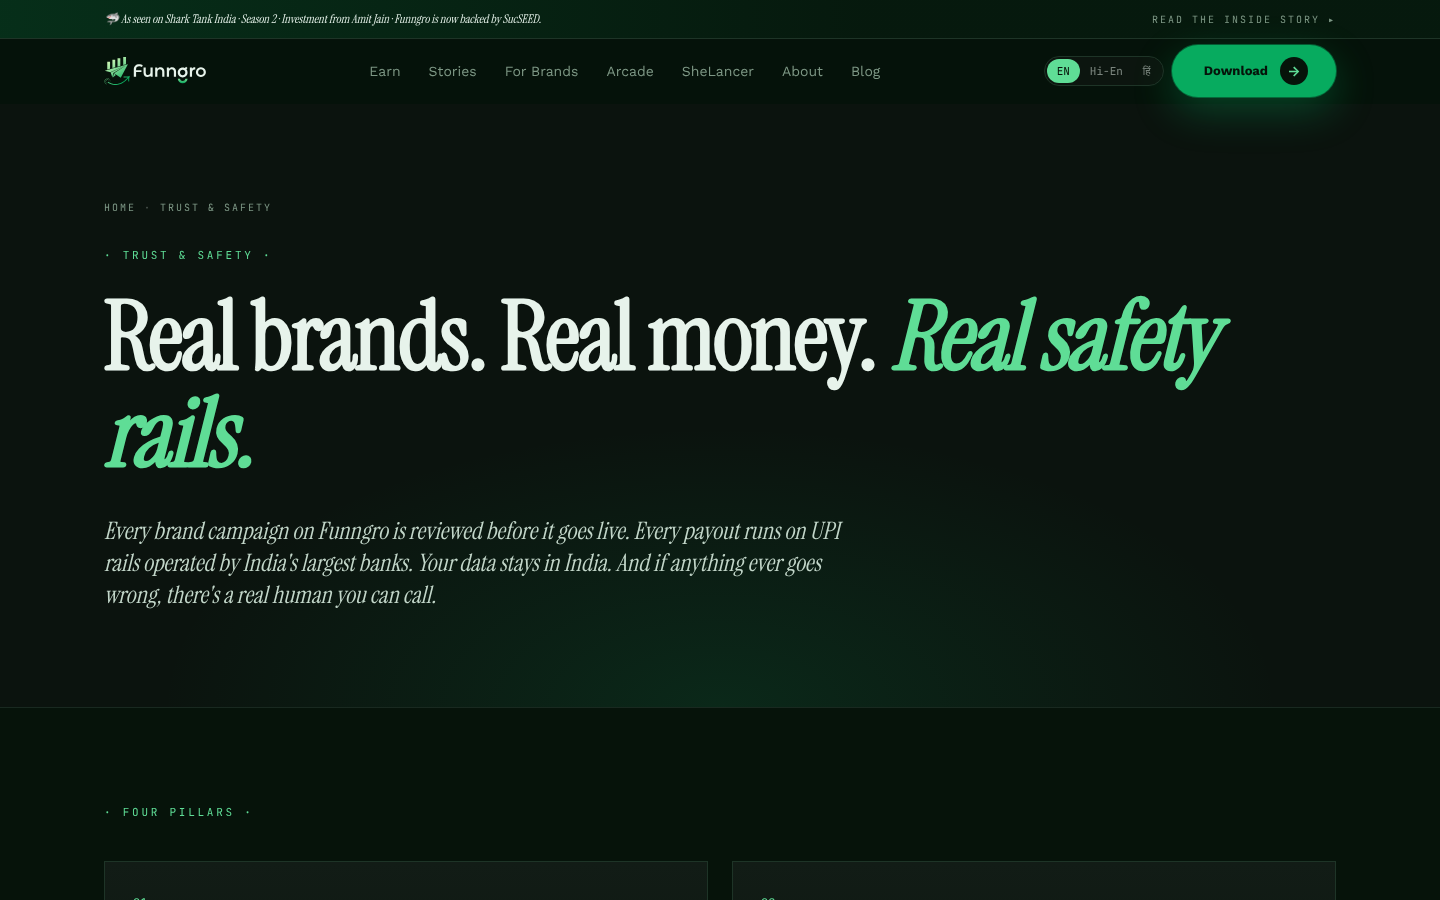 As seen on Shark Tank India · Season 2 · Investment from Amit Jain · Funngro is now backed by SucSEED.
READ THE INSIDE STORY ▸
Funngro
Earn
Stories
For Brands
Arcade
SheLancer
About
Blog
EN
Hi-En
हिं
Download
HOME · TRUST & SAFETY
· TRUST & SAFETY ·
Real brands. Real money. Real safety
rails.
Every brand campaign on Funngro is reviewed before it goes live. Every payout runs on UPI
rails operated by India's largest banks. Your data stays in India. And if anything ever goes
wrong, there's a real human you can call.
· FOUR PILLARS ·